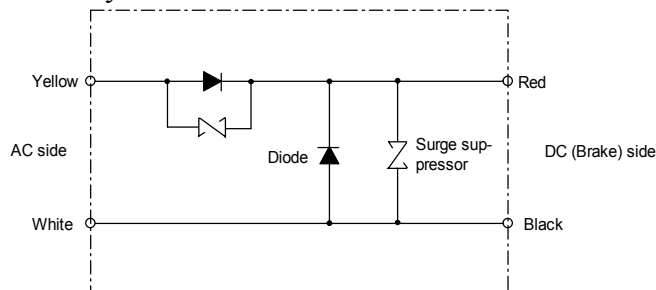 Yellow
Red
AC side
Diode
Surge sup-
pressor
DC (Brake) side
White
Black